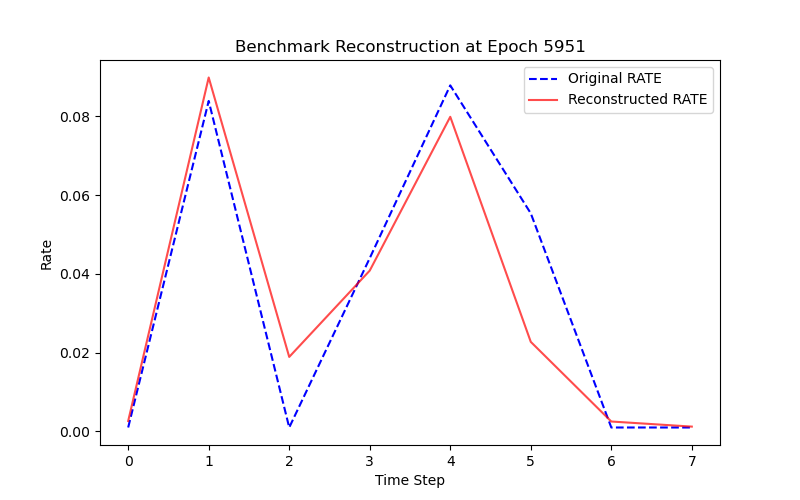 Benchmark Reconstruction at Epoch 5951
Original RATE
Reconstructed RATE
0.08
0.06
0.04
0.02
0.00
Rate
0 1 2 3 4 5 6 7
Time Step